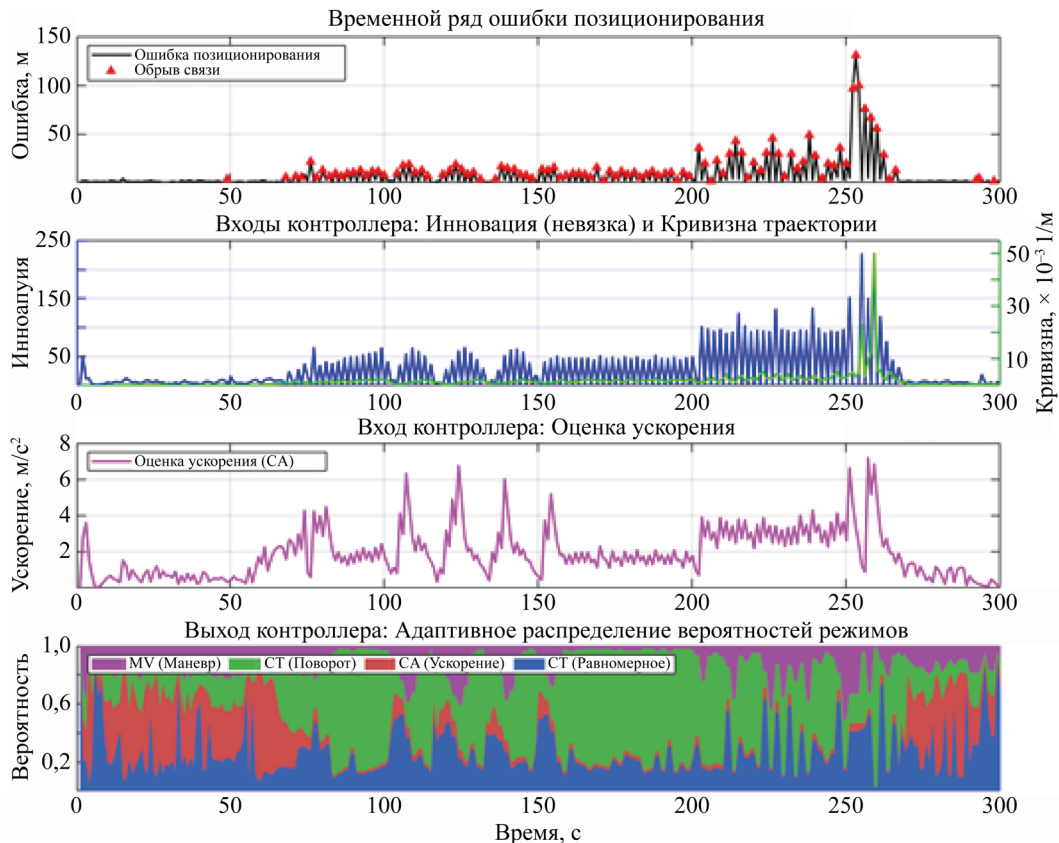 Временной ряд ошибки позиционирования
150
100
50
Ошибка, м
Ошибка позиционирования
Обрыв связи
0 50 100 150 200 250 300
Входы контроллера: Инновация (невязка) и Кривизна траектории
250
150
50
Инноапуия
50
30
10
Кривизна, × 10⁻³ 1/м
0 50 100 150 200 250 300
Вход контроллера: Оценка ускорения
8
6
4
2
Ускорение, м/с²
Оценка ускорения (CA)
0 50 100 150 200 250 300
Выход контроллера: Адаптивное распределение вероятностей режимов
1,0
0,6
0,2
Вероятность
MV (Маневр) CT (Поворот) CA (Ускорение) CT (Равномерное)
0 50 100 150 200 250 300
Время, с